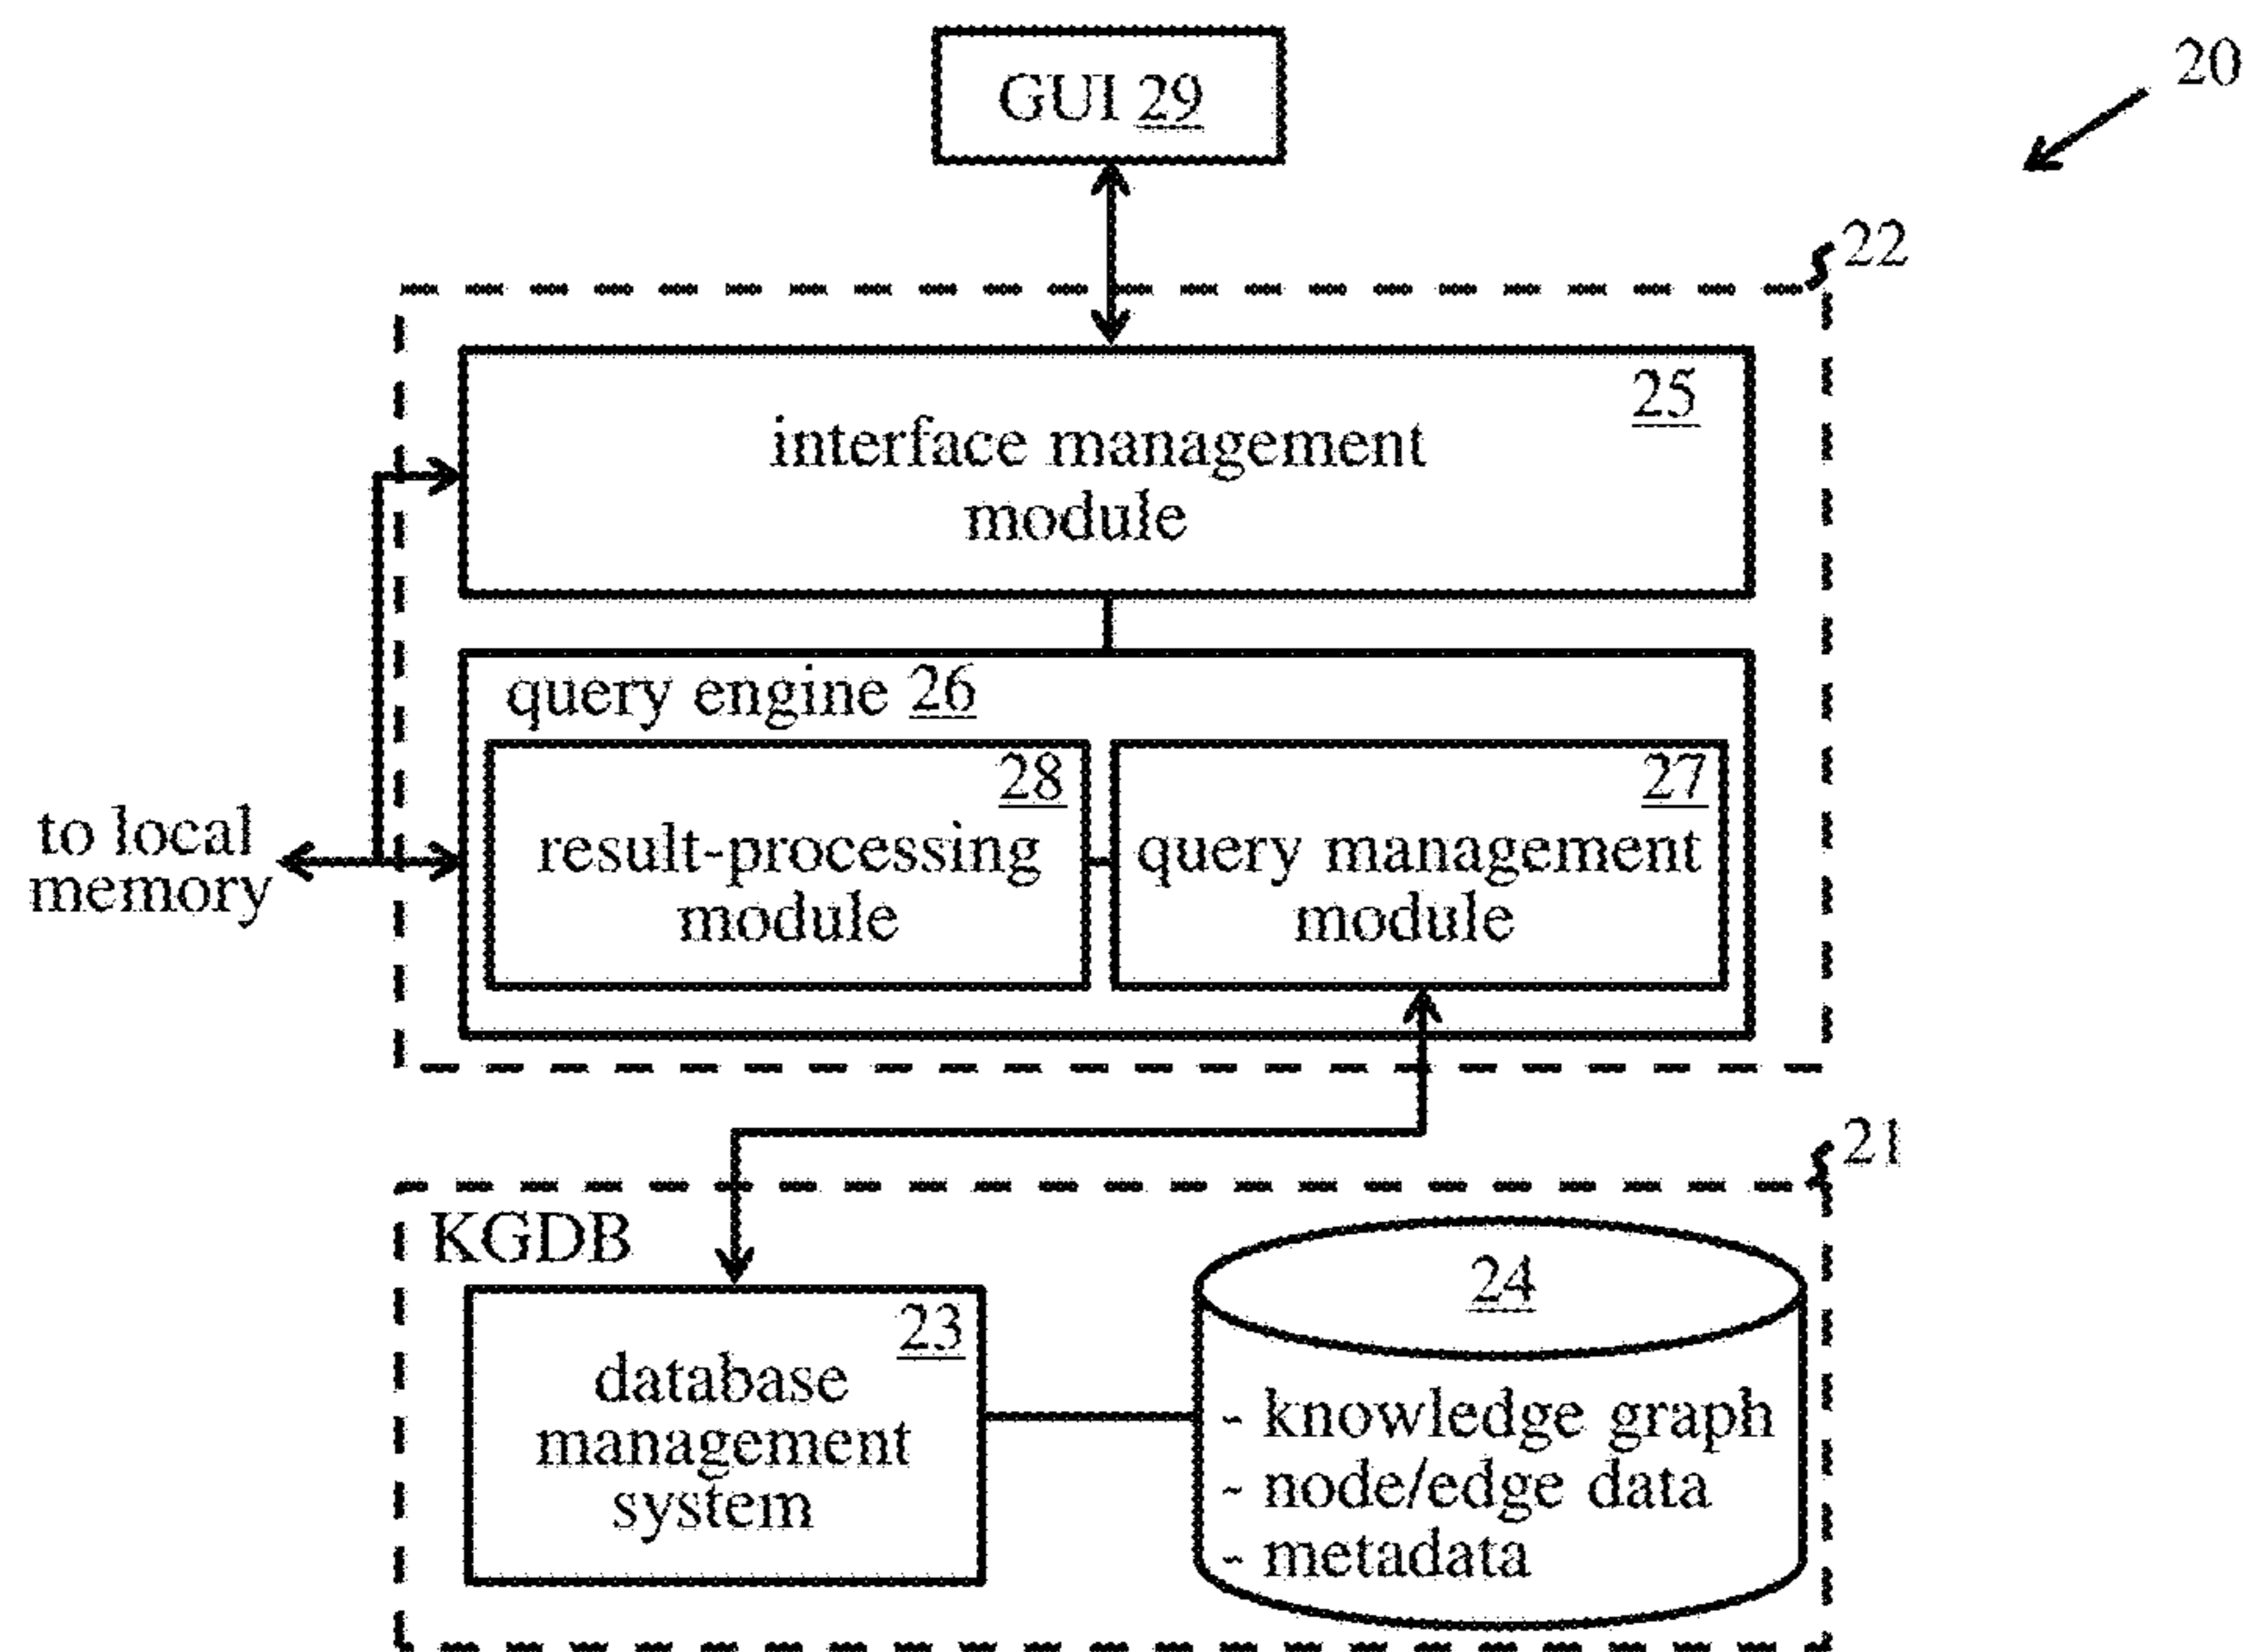 GUI 29
20
22
25
interface management
module
query engine 26
28
result-processing
module
27
query management
module
to local
memory
21
KGDB
23
database
management
system
24
- knowledge graph
- node/edge data
- metadata